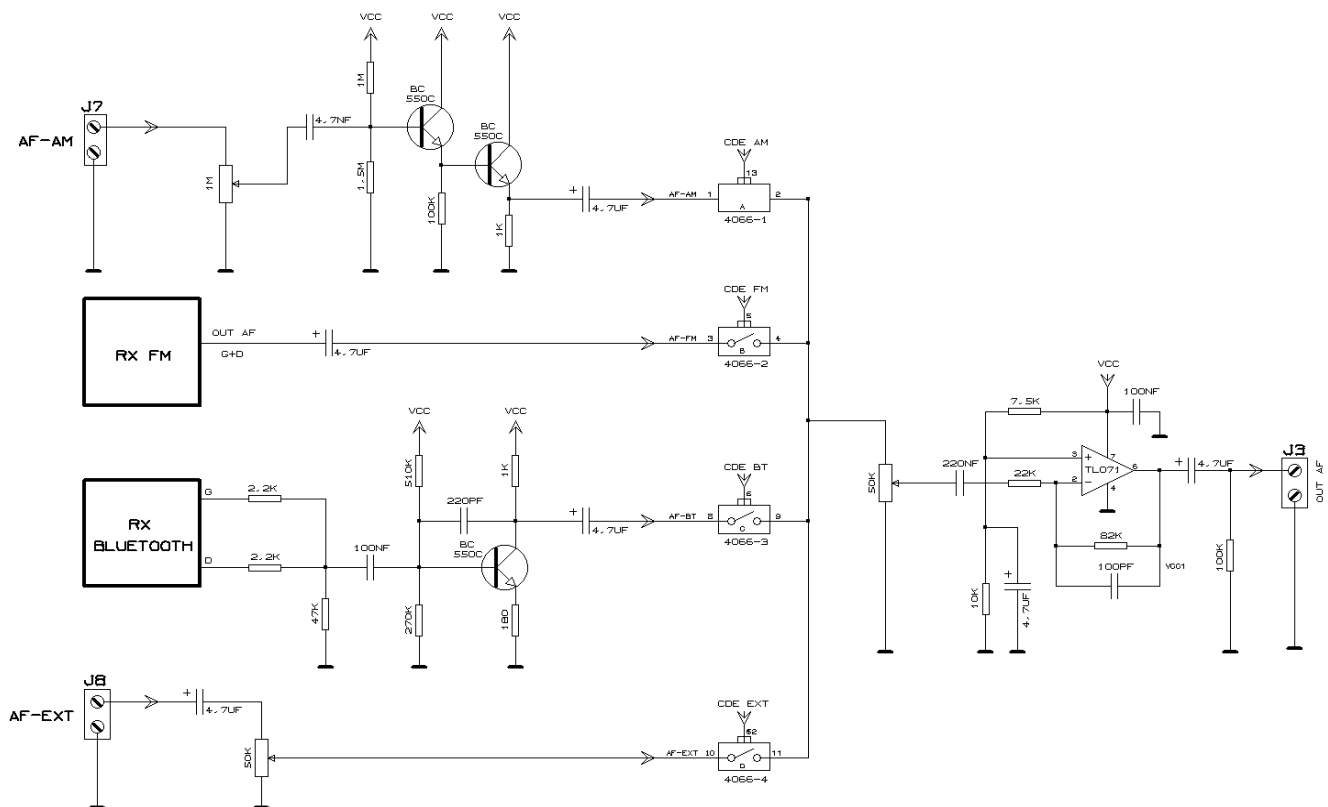 VCC
VCC
VCC
1M
BC
550C
J7
AF-AM
4,7NF
BC
550C
1M
1,5M
100K
1K
4,7UF
AF-AM
1
CDE AM
13
A
2
4066-1
RX FM
OUT AF
G+D
4,7UF
AF-FM
3
CDE FM
5
B
4
4066-2
VCC
VCC
510K
1K
220PF
RX
BLUETOOTH
G
D
2,2K
2,2K
47K
100NF
270K
BC
550C
180
4,7UF
AF-BT
8
CDE BT
6
C
9
4066-3
J8
AF-EXT
4,7UF
50K
AF-EXT
10
CDE EXT
D
11
4066-4
50K
220NF
22K
7,5K
VCC
100NF
3
2
+
-
TL071
7
4
6
82K
100PF
VCC1
10K
4,7UF
4,7UF
100K
J3
OUT AF